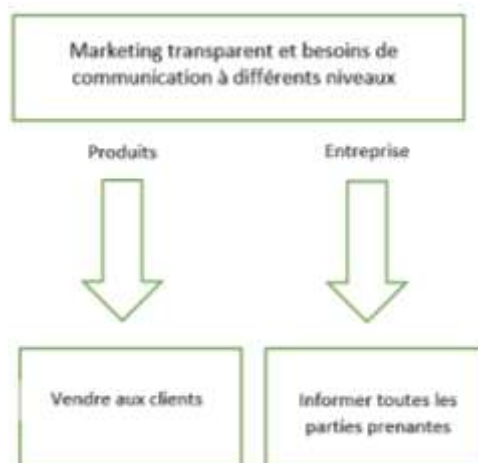 Marketing transparent et besoins de
communication à différents niveaux
Produits
Entreprise
Vendre aux clients
Informer toutes les
parties prenantes